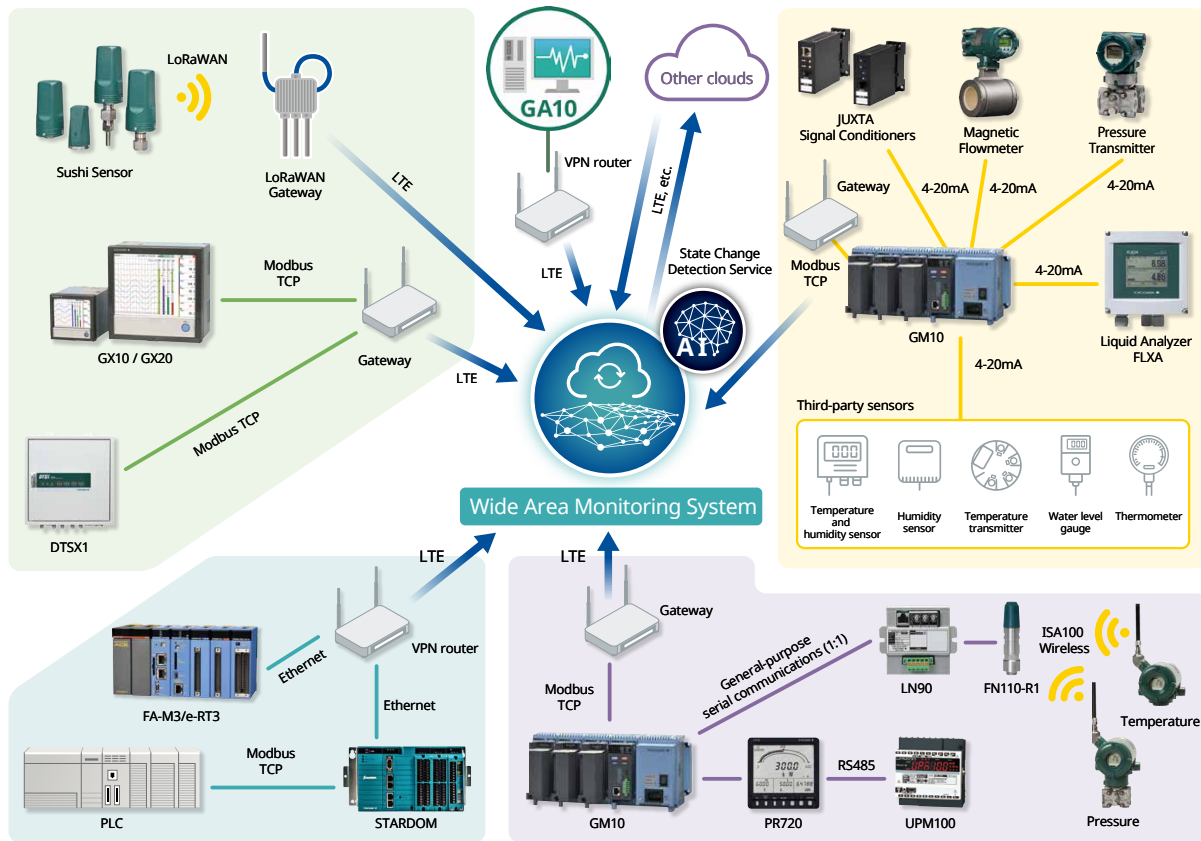 LoRaWAN
Sushi Sensor
LoRaWAN
Gateway
LTE
GX10 / GX20
Modbus
TCP
Gateway
LTE
Modbus TCP
DTSX1
GA10
VPN router
LTE
Other clouds
LTE, etc.
State Change
Detection Service
AI
Wide Area Monitoring System
JUXTA
Signal Conditioners
Magnetic
Flowmeter
Pressure
Transmitter
Gateway
4-20mA
4-20mA
4-20mA
Modbus
TCP
GM10
4-20mA
Liquid Analyzer
FLXA
4-20mA
Third-party sensors
Temperature
and
humidity sensor
Humidity
sensor
Temperature
transmitter
Water level
gauge
Thermometer
LTE
VPN router
FA-M3/e-RT3
Ethernet
Ethernet
PLC
Modbus
TCP
STARDOM
LTE
Gateway
Modbus
TCP
General-purpose
serial communications (1:1)
LN90
FN110-R1
ISA100
Wireless
Temperature
GM10
PR720
RS485
UPM100
Pressure